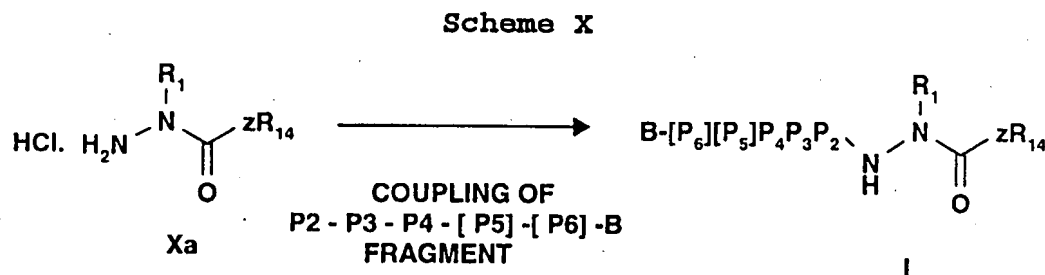 Scheme X
R₁
HCl. H₂N N zR₁₄
O
Xa
COUPLING OF
P2 - P3 - P4 - [ P5] -[ P6] -B
FRAGMENT
R₁
B-[P₆][P₅]P₄P₃P₂ N N zR₁₄
H O
I